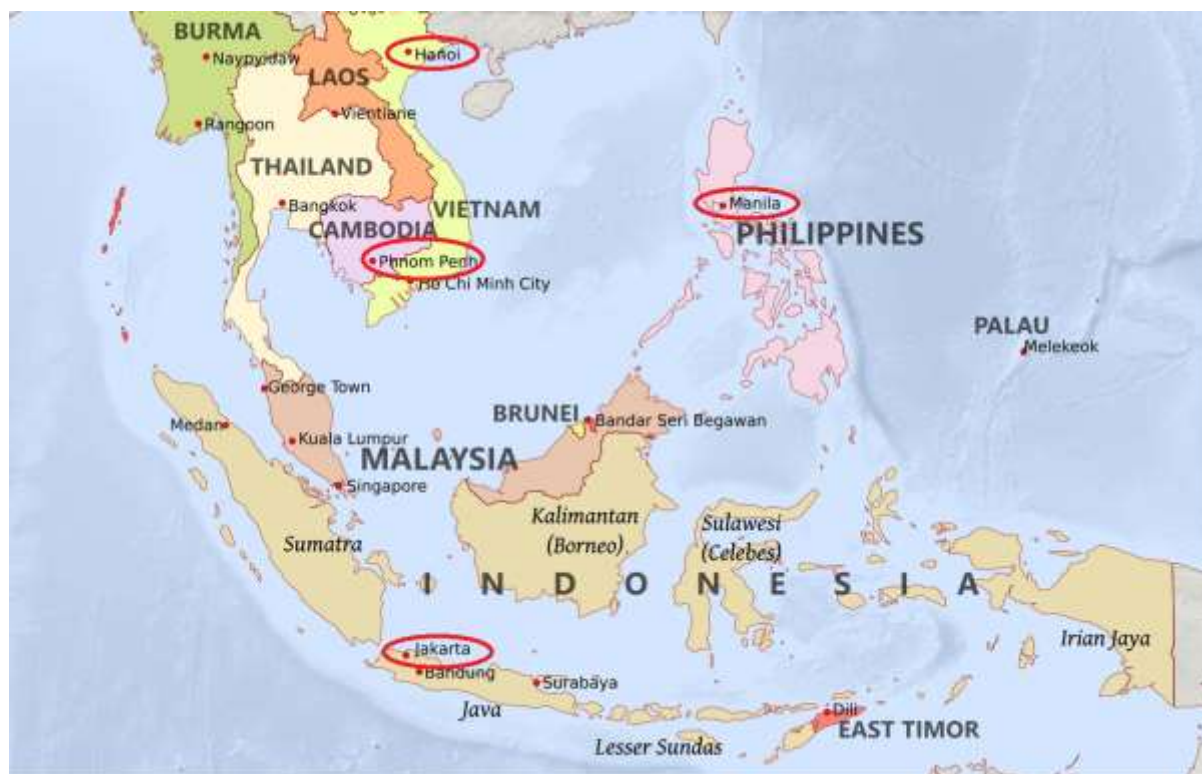 BURMA
Hanoi
Naypyidaw
LAOS
Vientiane
Rangoon
THAILAND
Manila
Bangkok
VIETNAM
CAMBODIA
PHILIPPINES
Phnom Penh
Ho Chi Minh City
PALAU
Melekeok
George Town
BRUNEI
Bandar Seri Begawan
Medan
Kuala Lumpur
MALAYSIA
Singapore
Kalimantan
(Borneo)
Sulawesi
(Celebes)
Sumatra
INDONESIA
Irian Jaya
Jakarta
Bandung
Surabaya
Java
Dili
EAST TIMOR
Lesser Sundas